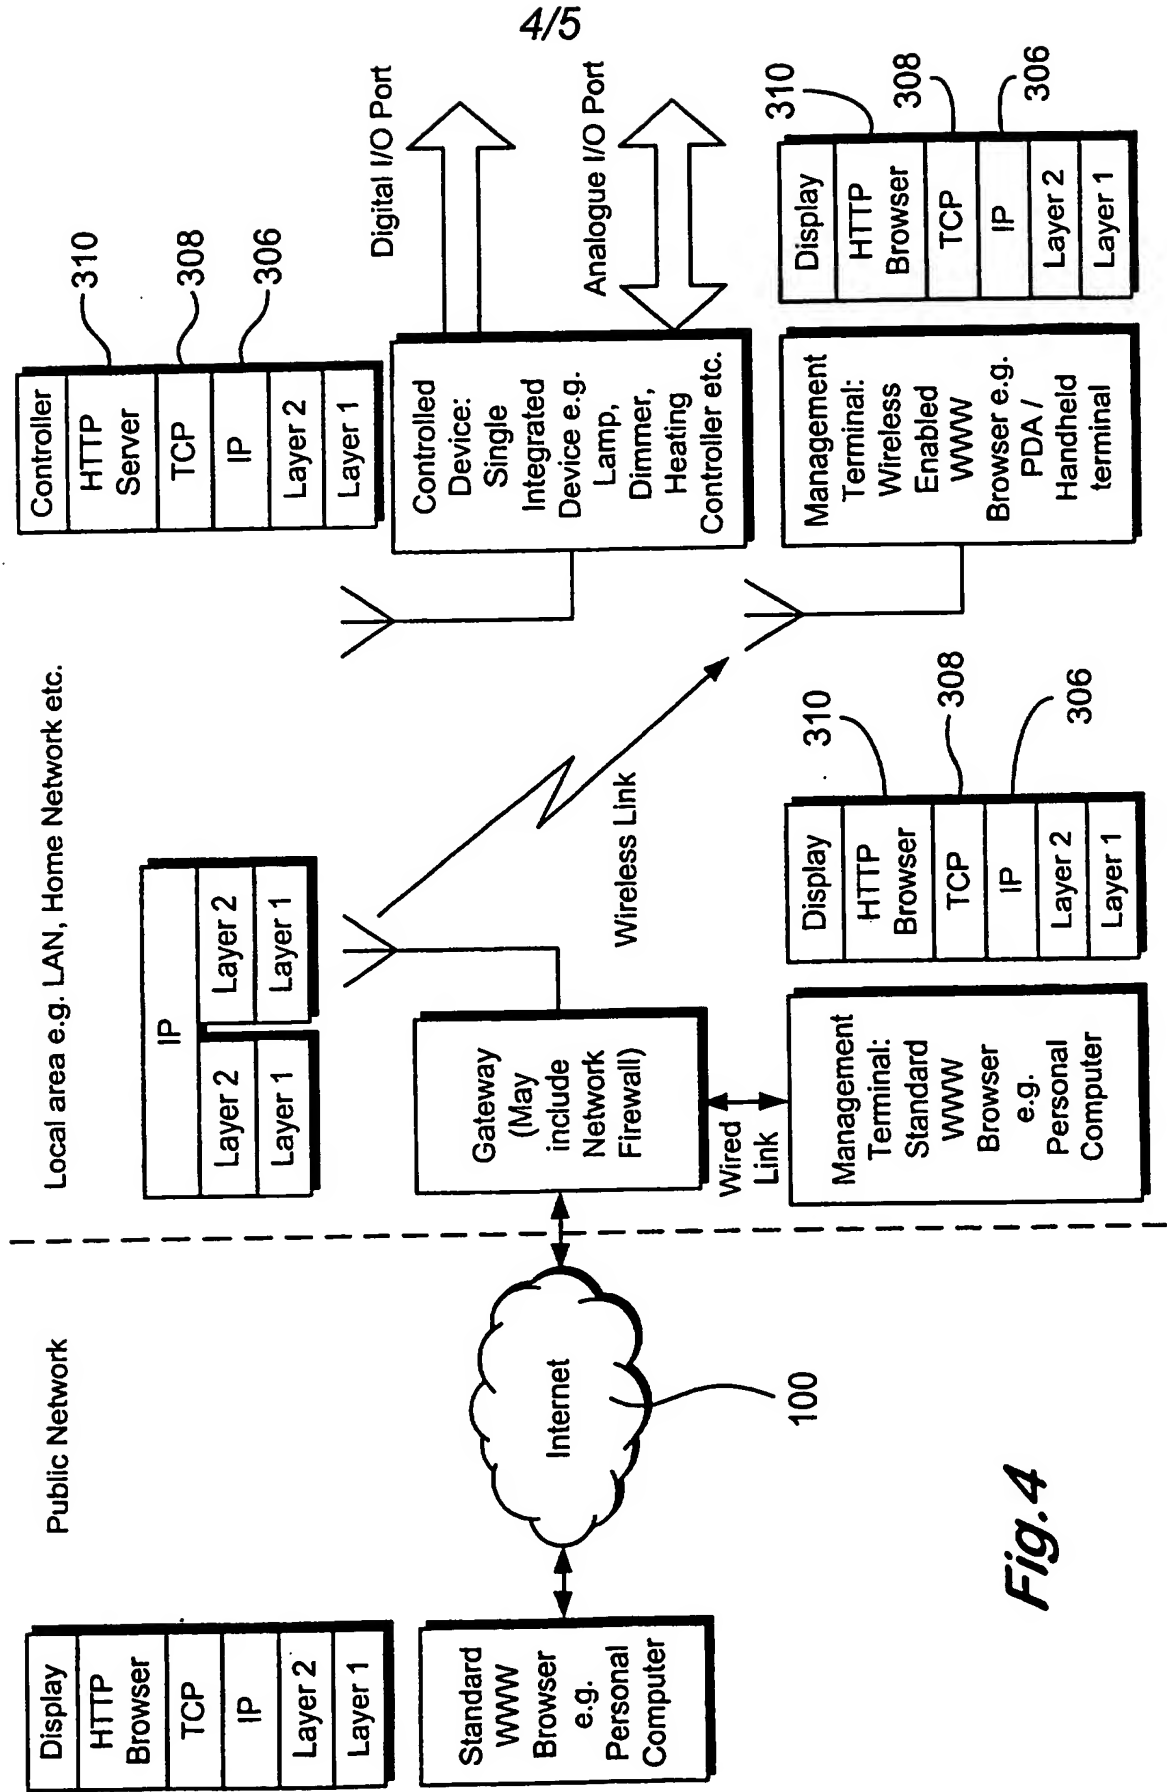 4/5
Public Network
Local area e.g. LAN, Home Network etc.
Display
HTTP
Browser
TCP
IP
Layer 2
Layer 1
Standard
WWW
Browser
e.g.
Personal
Computer
Internet
100
IP
Layer 2
Layer 2
Layer 1
Layer 1
Gateway
(May
include
Network
Firewall)
Wired
Link
Wireless Link
Management
Terminal:
Standard
WWW
Browser
e.g.
Personal
Computer
Display
HTTP
Browser
TCP
IP
Layer 2
Layer 1
310
308
306
Controller
HTTP
Server
TCP
IP
Layer 2
Layer 1
310
308
306
Controlled
Device:
Single
Integrated
Device e.g.
Lamp,
Dimmer,
Heating
Controller etc.
Digital I/O Port
Analogue I/O Port
Management
Terminal:
Wireless
Enabled
WWW
Browser e.g.
PDA /
Handheld
terminal
Display
HTTP
Browser
TCP
IP
Layer 2
Layer 1
310
308
306
Fig.4